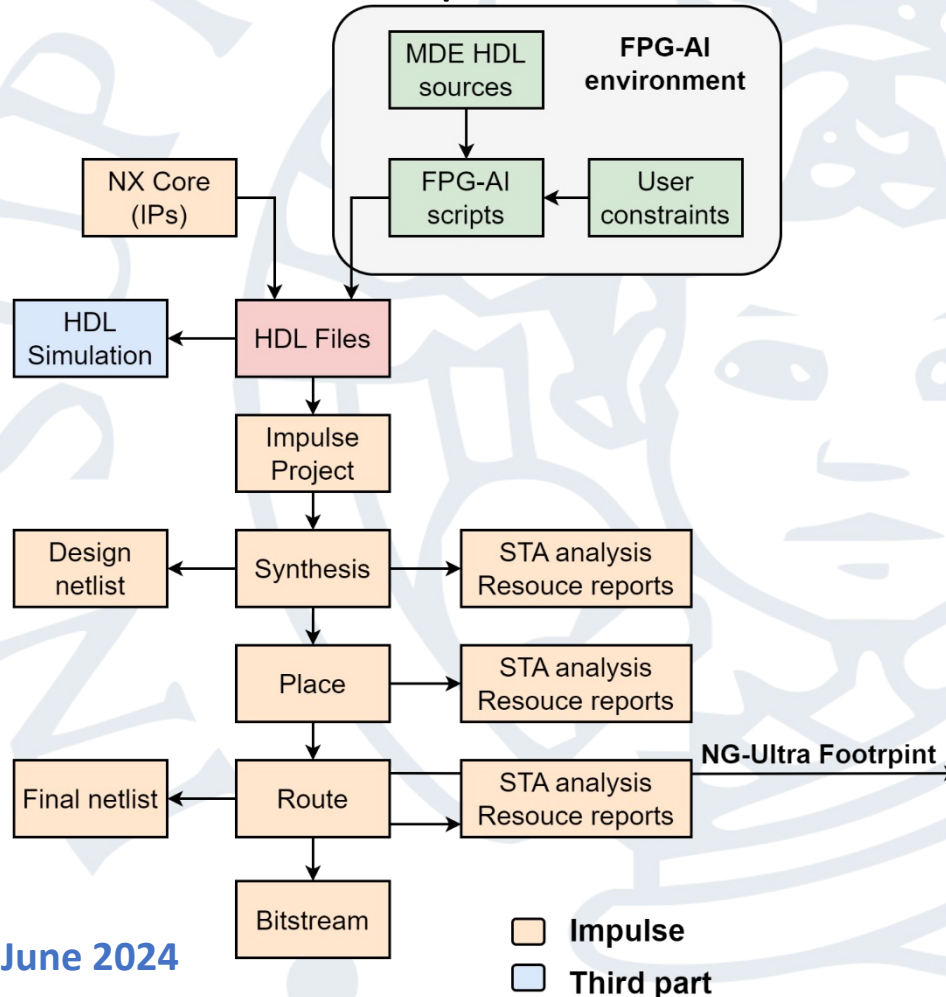 MDE HDL
sources
FPG-AI
environment
NX Core
(IPs)
FPG-AI
scripts
User
constraints
HDL
Simulation
HDL Files
Impulse
Project
Design
netlist
Synthesis
STA analysis
Resouce reports
Place
STA analysis
Resouce reports
NG-Ultra Footrpint
Final netlist
Route
STA analysis
Resouce reports
Bitstream
June 2024
Impulse
Third part